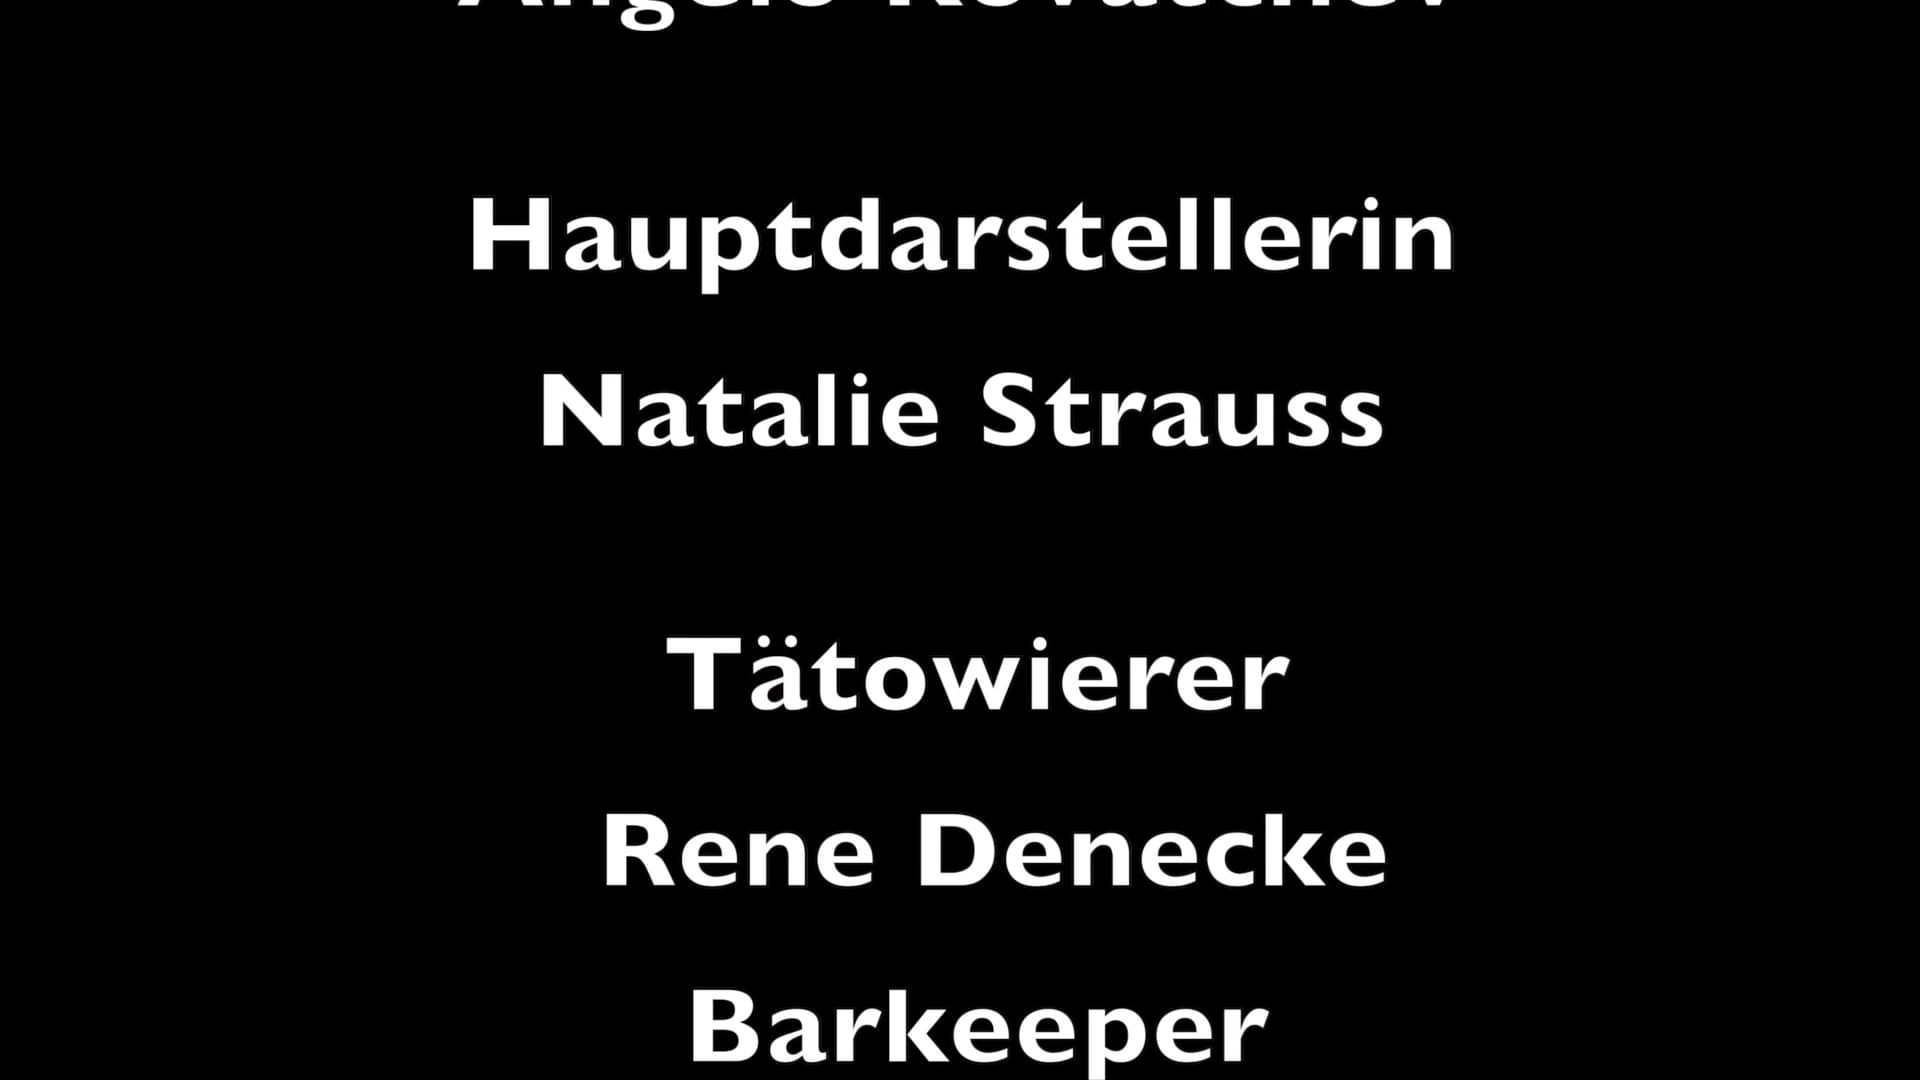 Hauptdarstellerin
Natalie Strauss
Tätowierer
Rene Denecke
Barkeeper